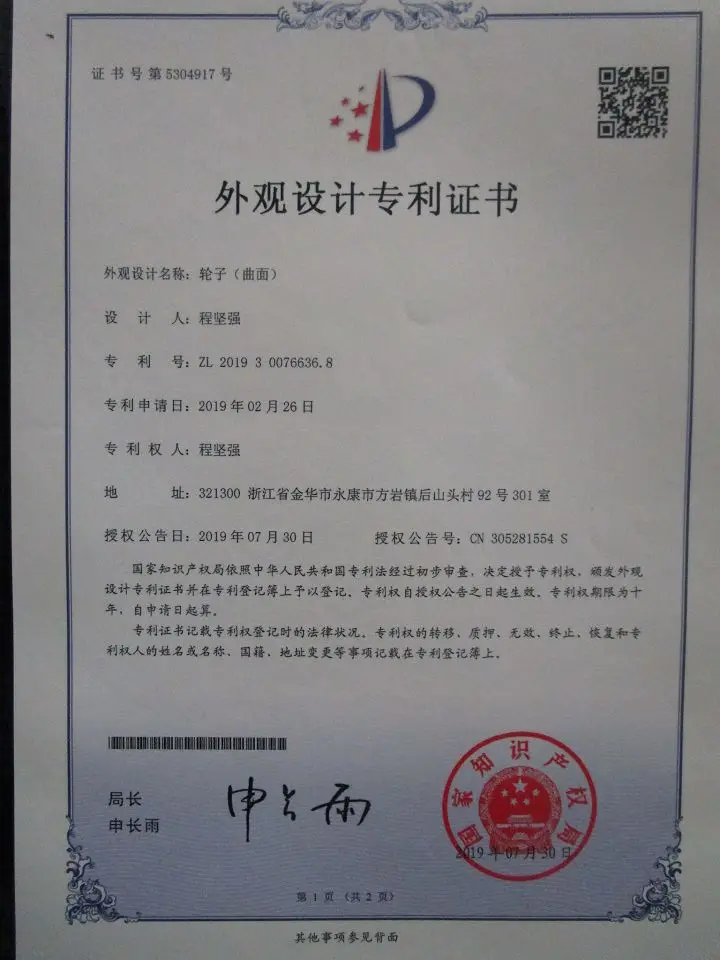 证书号第5304917号
外观设计专利证书
外观设计名称：轮子（曲面）
设计人：程坚强
专利号：ZL 2019 3 0076636.8
专利申请日：2019年02月26日
专利权人：程坚强
地址：321300 浙江省金华市永康市方岩镇后山头村92号301室
授权公告日：2019年07月30日 授权公告号：CN 305281554 S
国家知识产权局依照中华人民共和国专利法经过初步审查，决定授予专利权，颁发外观
设计专利证书并在专利登记簿上予以登记。专利权自授权公告之日起生效。专利权期限为十
年，自申请日起算。
专利证书记载专利权登记时的法律状况。专利权的转移、质押、无效、终止、恢复和专
利权人的姓名或名称、国籍、地址变更等事项记载在专利登记簿上。
局长
申长雨
申长雨
国家知识产权局
2019年07月30日
第 1 页 （共 2 页）
其他事项参见背面